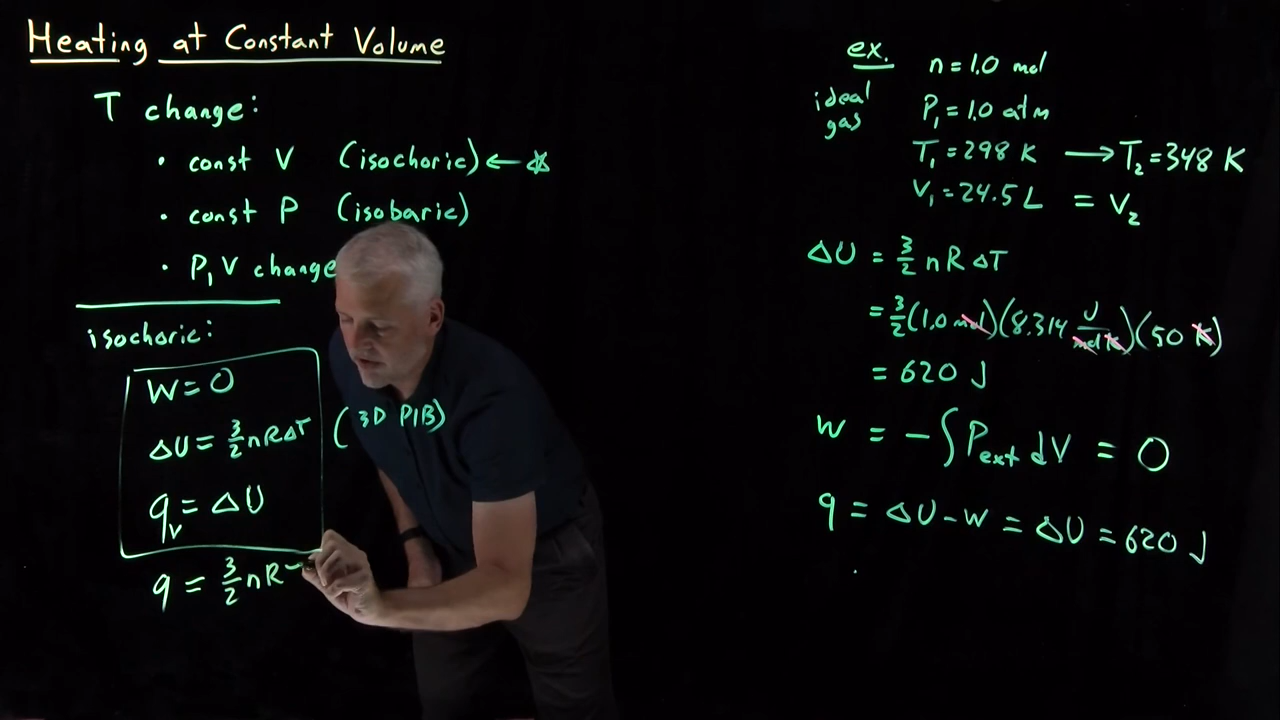 Heating at Constant Volume
T change:
• const V (isochoric) ← ☆
• const P (isobaric)
• P, V change
isochoric:
W = 0
ΔU = 3/2 nRΔT (3D PIB)
q_v = ΔU
q = 3/2 nR
ex.
ideal gas
n = 1.0 mol
P₁ = 1.0 atm
T₁ = 298 K → T₂ = 348 K
V₁ = 24.5 L = V₂
ΔU = 3/2 nRΔT
= 3/2 (1.0 mol)(8.314 J/mol K)(50 K)
= 620 J
W = -∫P_ext dV = 0
q = ΔU - W = ΔU = 620 J